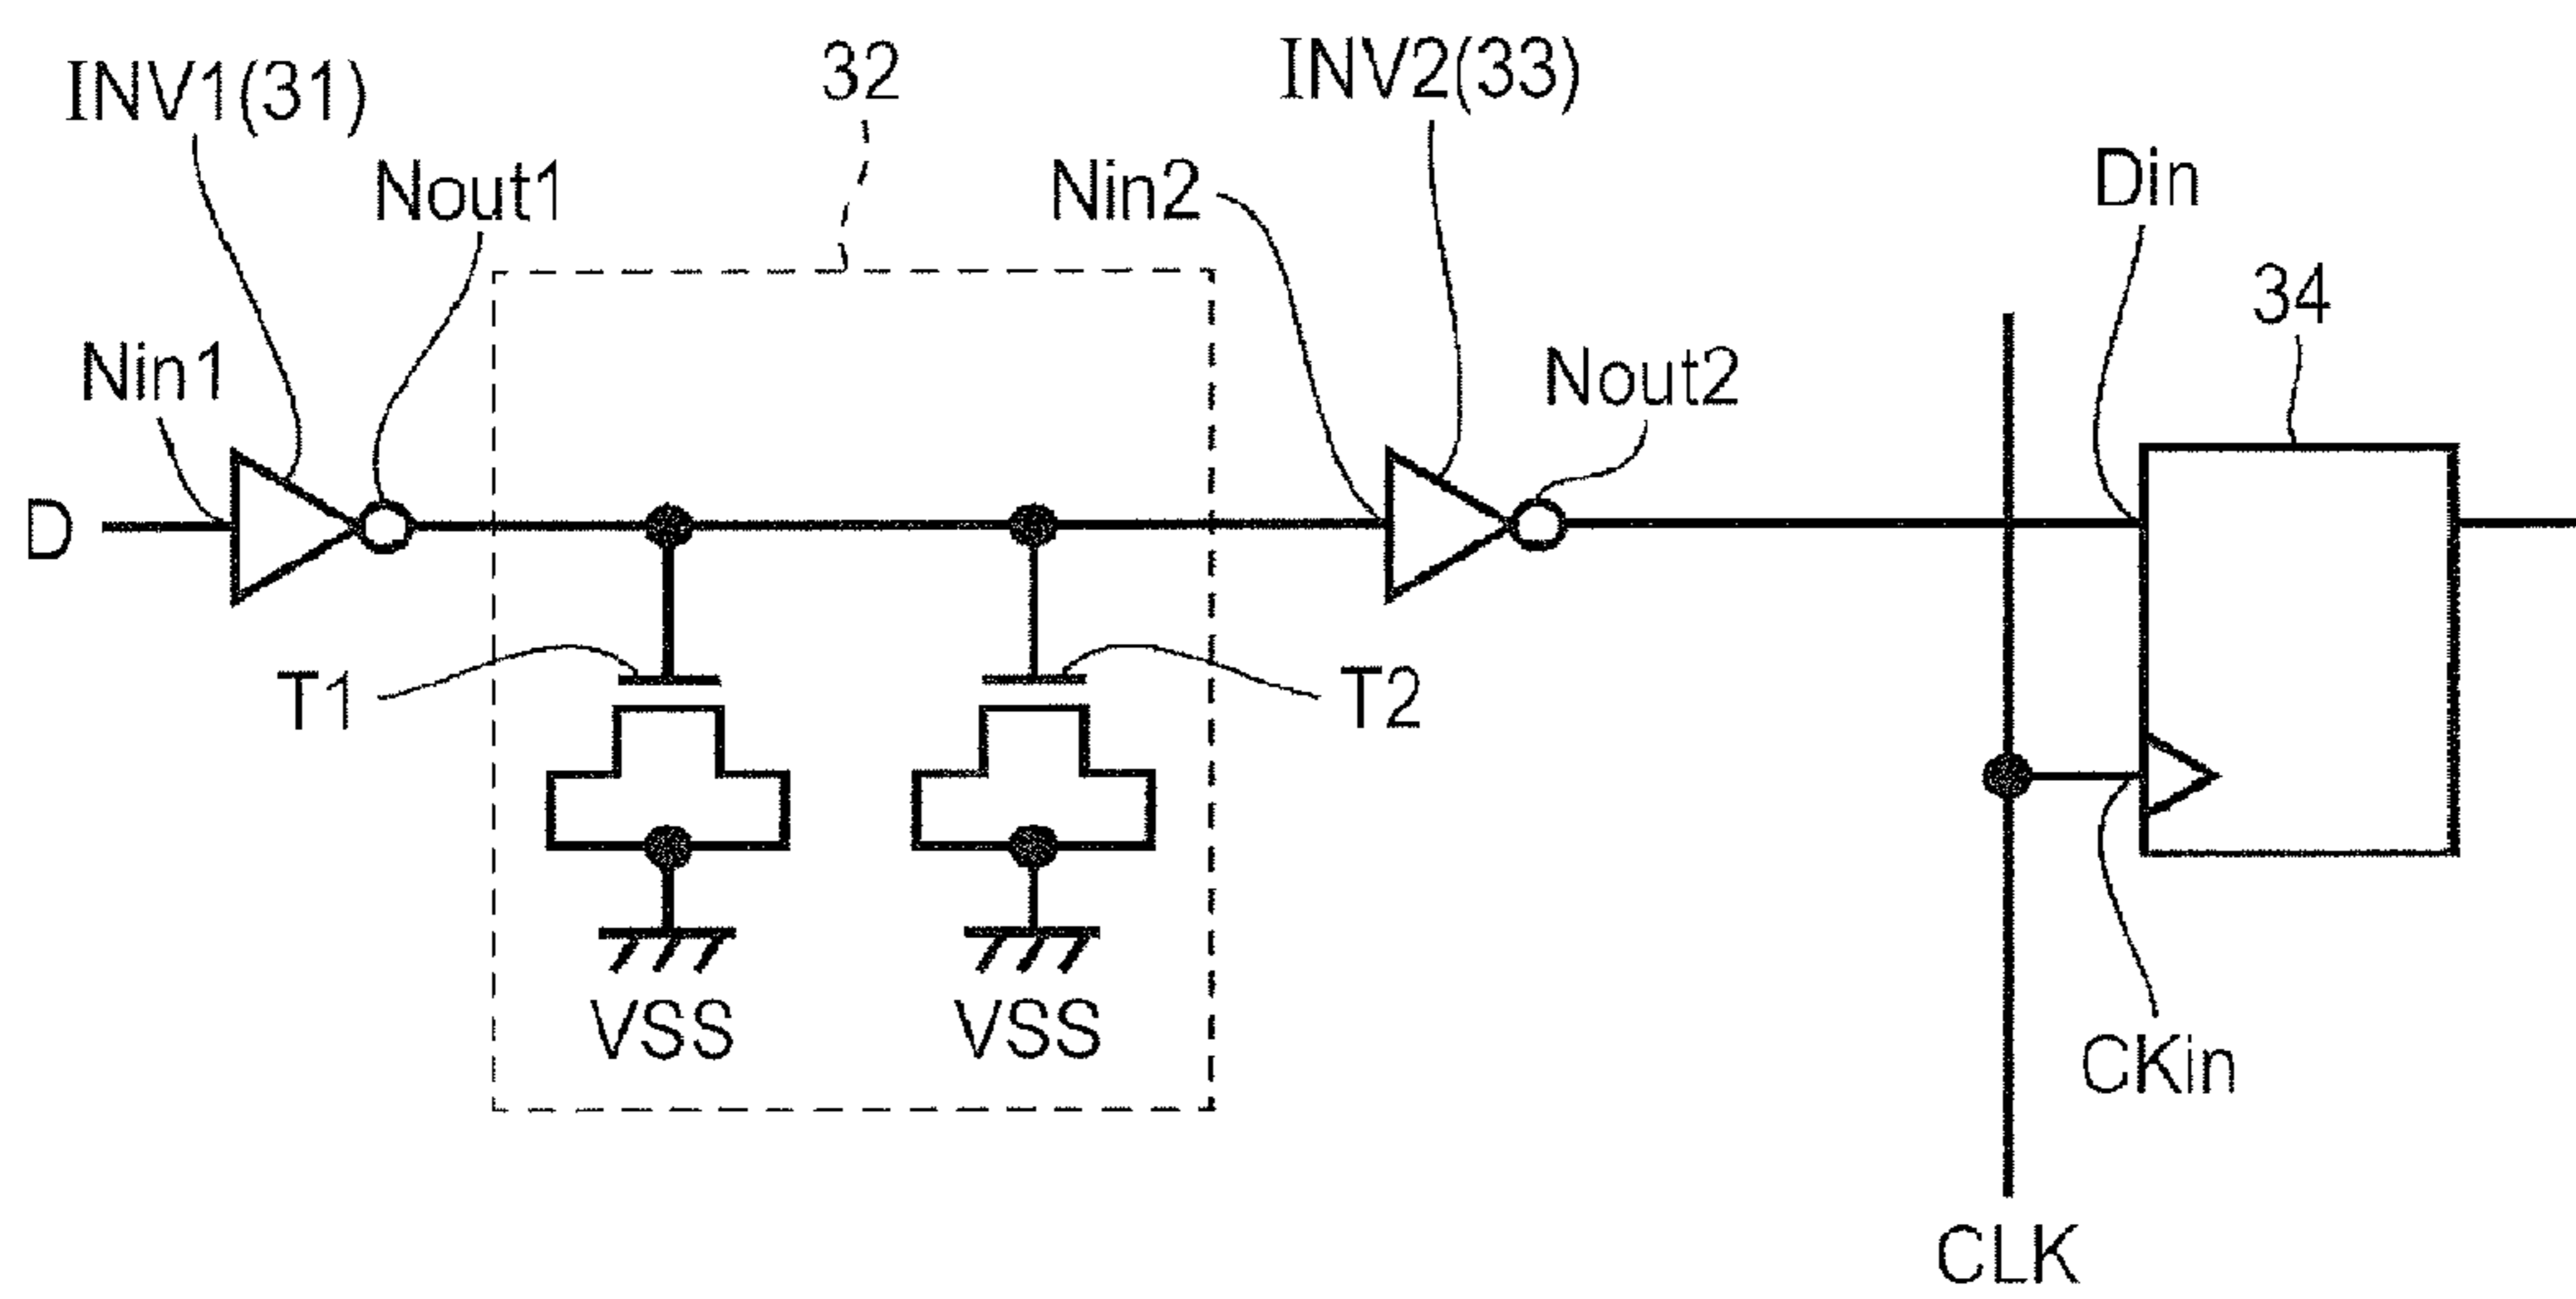 INV1(31)
32
INV2(33)
Nout1
Nin2
Din
34
Nin1
Nout2
D
T1
T2
VSS
VSS
CKin
CLK